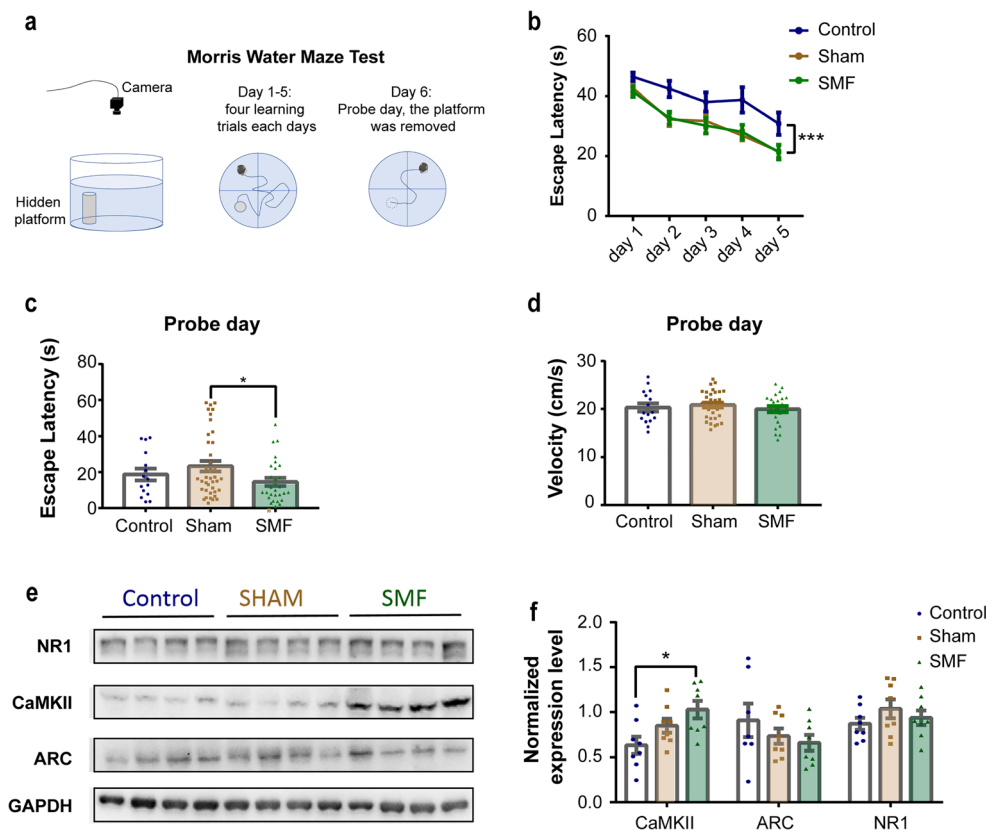 a
Morris Water Maze Test
Camera
Day 1-5:
four learning
trials each days
Day 6:
Probe day, the platform
was removed
Hidden
platform
b
Escape Latency (s)
60
40
20
0
day 1
day 2
day 3
day 4
day 5
Control
Sham
SMF
***
c
Probe day
Escape Latency (s)
80
60
40
20
0
*
Control
Sham
SMF
d
Probe day
Velocity (cm/s)
30
20
10
0
Control
Sham
SMF
e
Control
SHAM
SMF
NR1
CaMKII
ARC
GAPDH
f
Normalized
expression level
2.0
1.5
1.0
0.5
0.0
*
Control
Sham
SMF
CaMKII
ARC
NR1